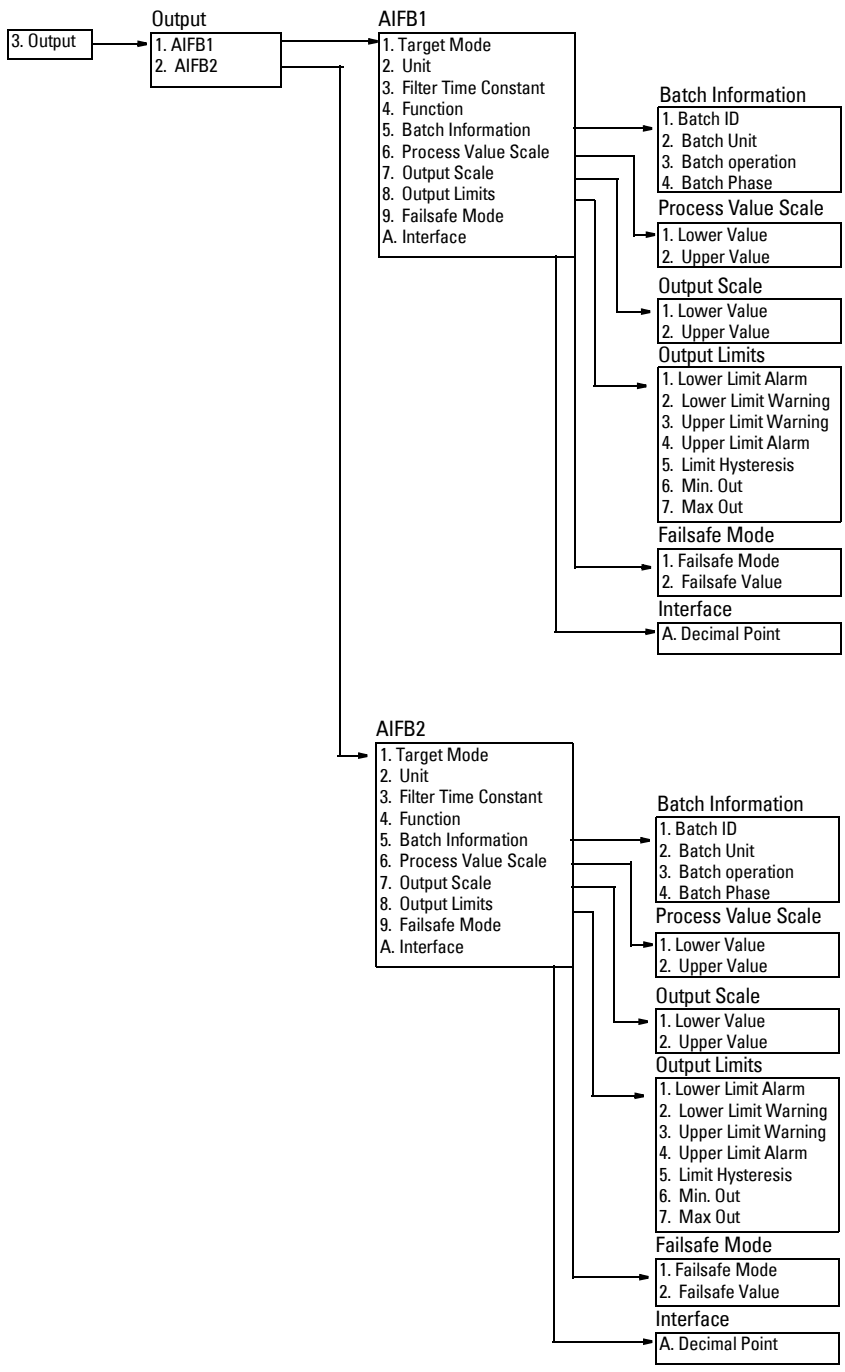 3. Output
Output
1. AIFB1
2. AIFB2
AIFB1
1. Target Mode
2. Unit
3. Filter Time Constant
4. Function
5. Batch Information
6. Process Value Scale
7. Output Scale
8. Output Limits
9. Failsafe Mode
A. Interface
Batch Information
1. Batch ID
2. Batch Unit
3. Batch operation
4. Batch Phase
Process Value Scale
1. Lower Value
2. Upper Value
Output Scale
1. Lower Value
2. Upper Value
Output Limits
1. Lower Limit Alarm
2. Lower Limit Warning
3. Upper Limit Warning
4. Upper Limit Alarm
5. Limit Hysteresis
6. Min. Out
7. Max Out
Failsafe Mode
1. Failsafe Mode
2. Failsafe Value
Interface
A. Decimal Point
AIFB2
1. Target Mode
2. Unit
3. Filter Time Constant
4. Function
5. Batch Information
6. Process Value Scale
7. Output Scale
8. Output Limits
9. Failsafe Mode
A. Interface
Batch Information
1. Batch ID
2. Batch Unit
3. Batch operation
4. Batch Phase
Process Value Scale
1. Lower Value
2. Upper Value
Output Scale
1. Lower Value
2. Upper Value
Output Limits
1. Lower Limit Alarm
2. Lower Limit Warning
3. Upper Limit Warning
4. Upper Limit Alarm
5. Limit Hysteresis
6. Min. Out
7. Max Out
Failsafe Mode
1. Failsafe Mode
2. Failsafe Value
Interface
A. Decimal Point